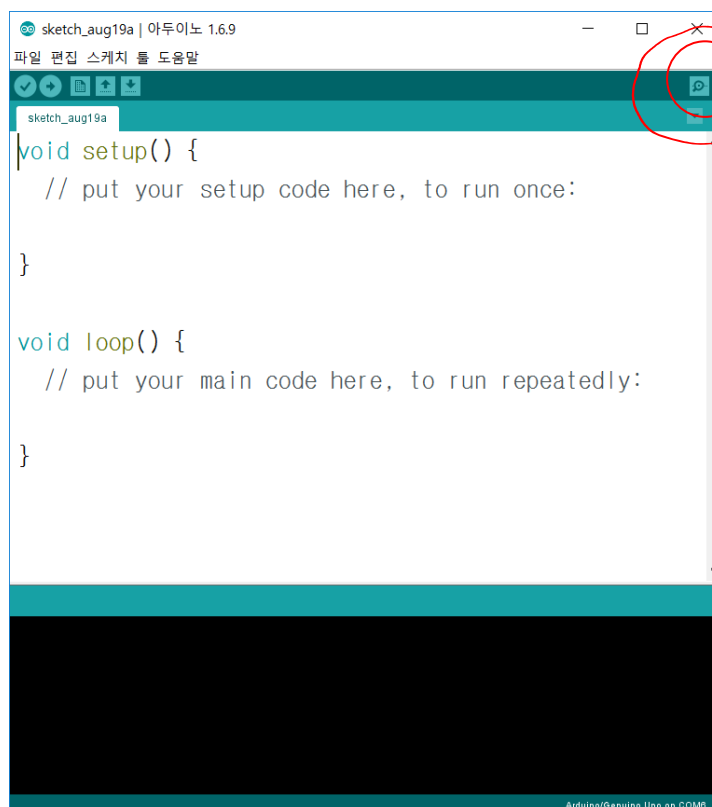 sketch_aug19a | 아두이노 1.6.9
파일 편집 스케치 툴 도움말
sketch_aug19a
void setup() {
// put your setup code here, to run once:
}
void loop() {
// put your main code here, to run repeatedly:
}
Arduino/Genuino Uno on COM6